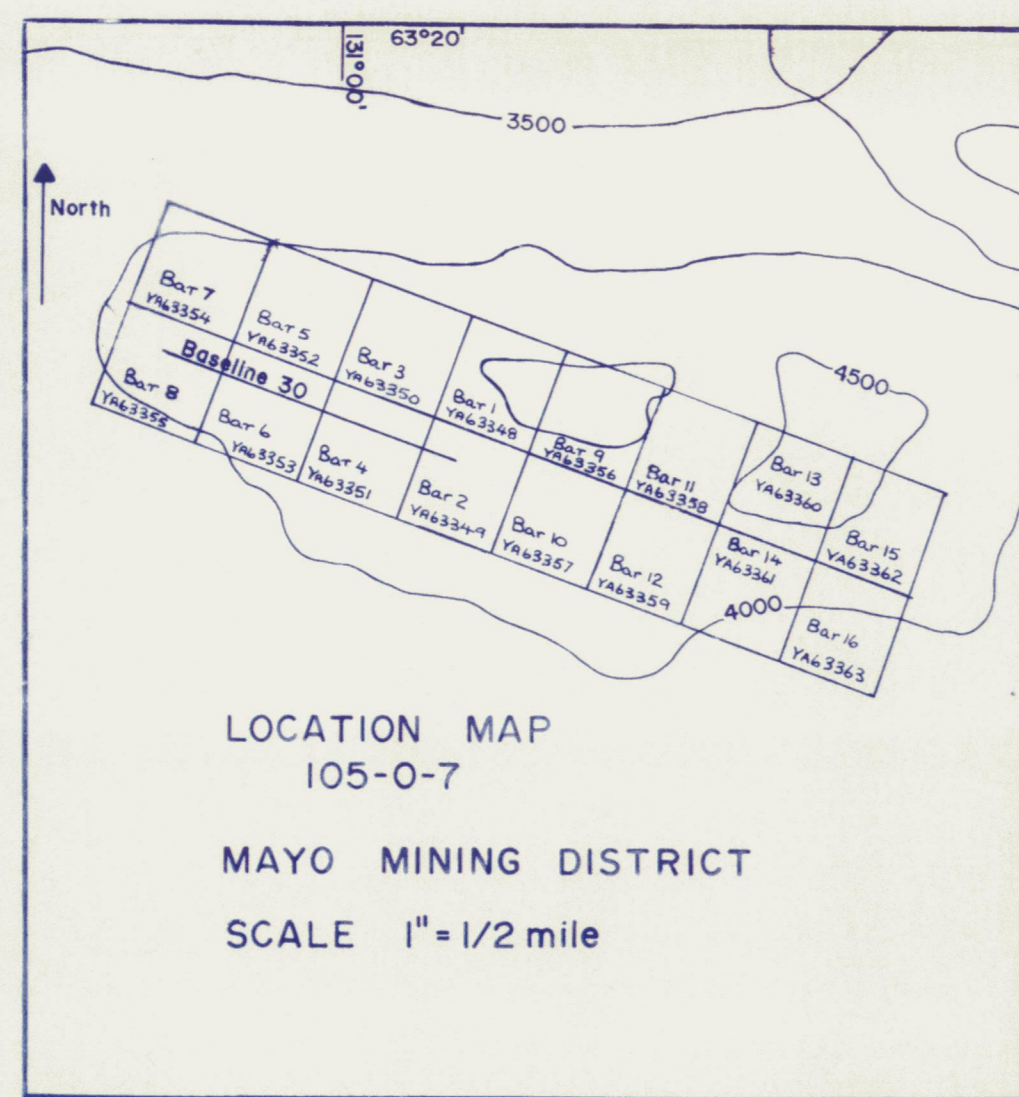 63°20'
131°00'
3500
North
Bar 7
YA63354
Bar 5
YA63352
Bar 3
YA63350
Bar 1
YA63348
Bar 9
YA63356
Bar 11
YA63358
Bar 13
YA63360
Bar 15
YA63362
4500
Baseline 30
Bar 8
YA63355
Bar 6
YA63353
Bar 4
YA63351
Bar 2
YA63349
Bar 10
YA63357
Bar 12
YA63359
Bar 14
YA63361
Bar 16
YA63363
4000
LOCATION MAP
105-O-7
MAYO MINING DISTRICT
SCALE 1" = 1/2 mile